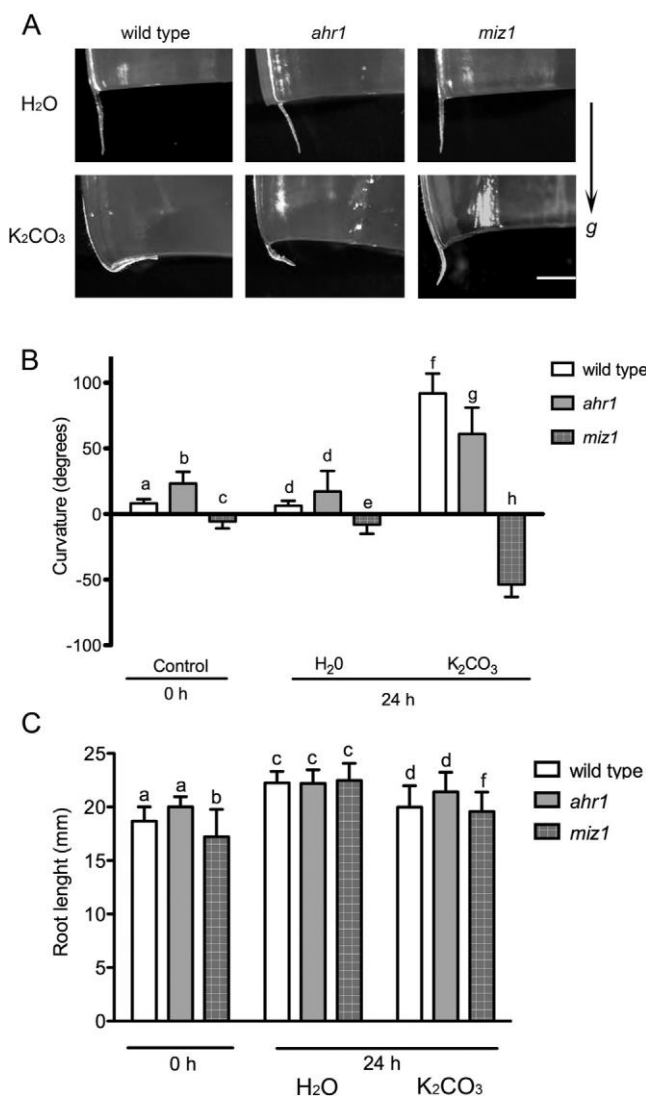 A
wild type ahr1 miz1
H₂O
K₂CO₃
g
B
Curvature (degrees)
100
50
0
-50
-100
a b c d d e f g h
wild type
ahr1
miz1
Control H₂0 K₂CO₃
0 h 24 h
C
Root lenght (mm)
25
20
15
10
5
0
a a b c c c d d f
wild type
ahr1
miz1
0 h 24 h
H₂O K₂CO₃